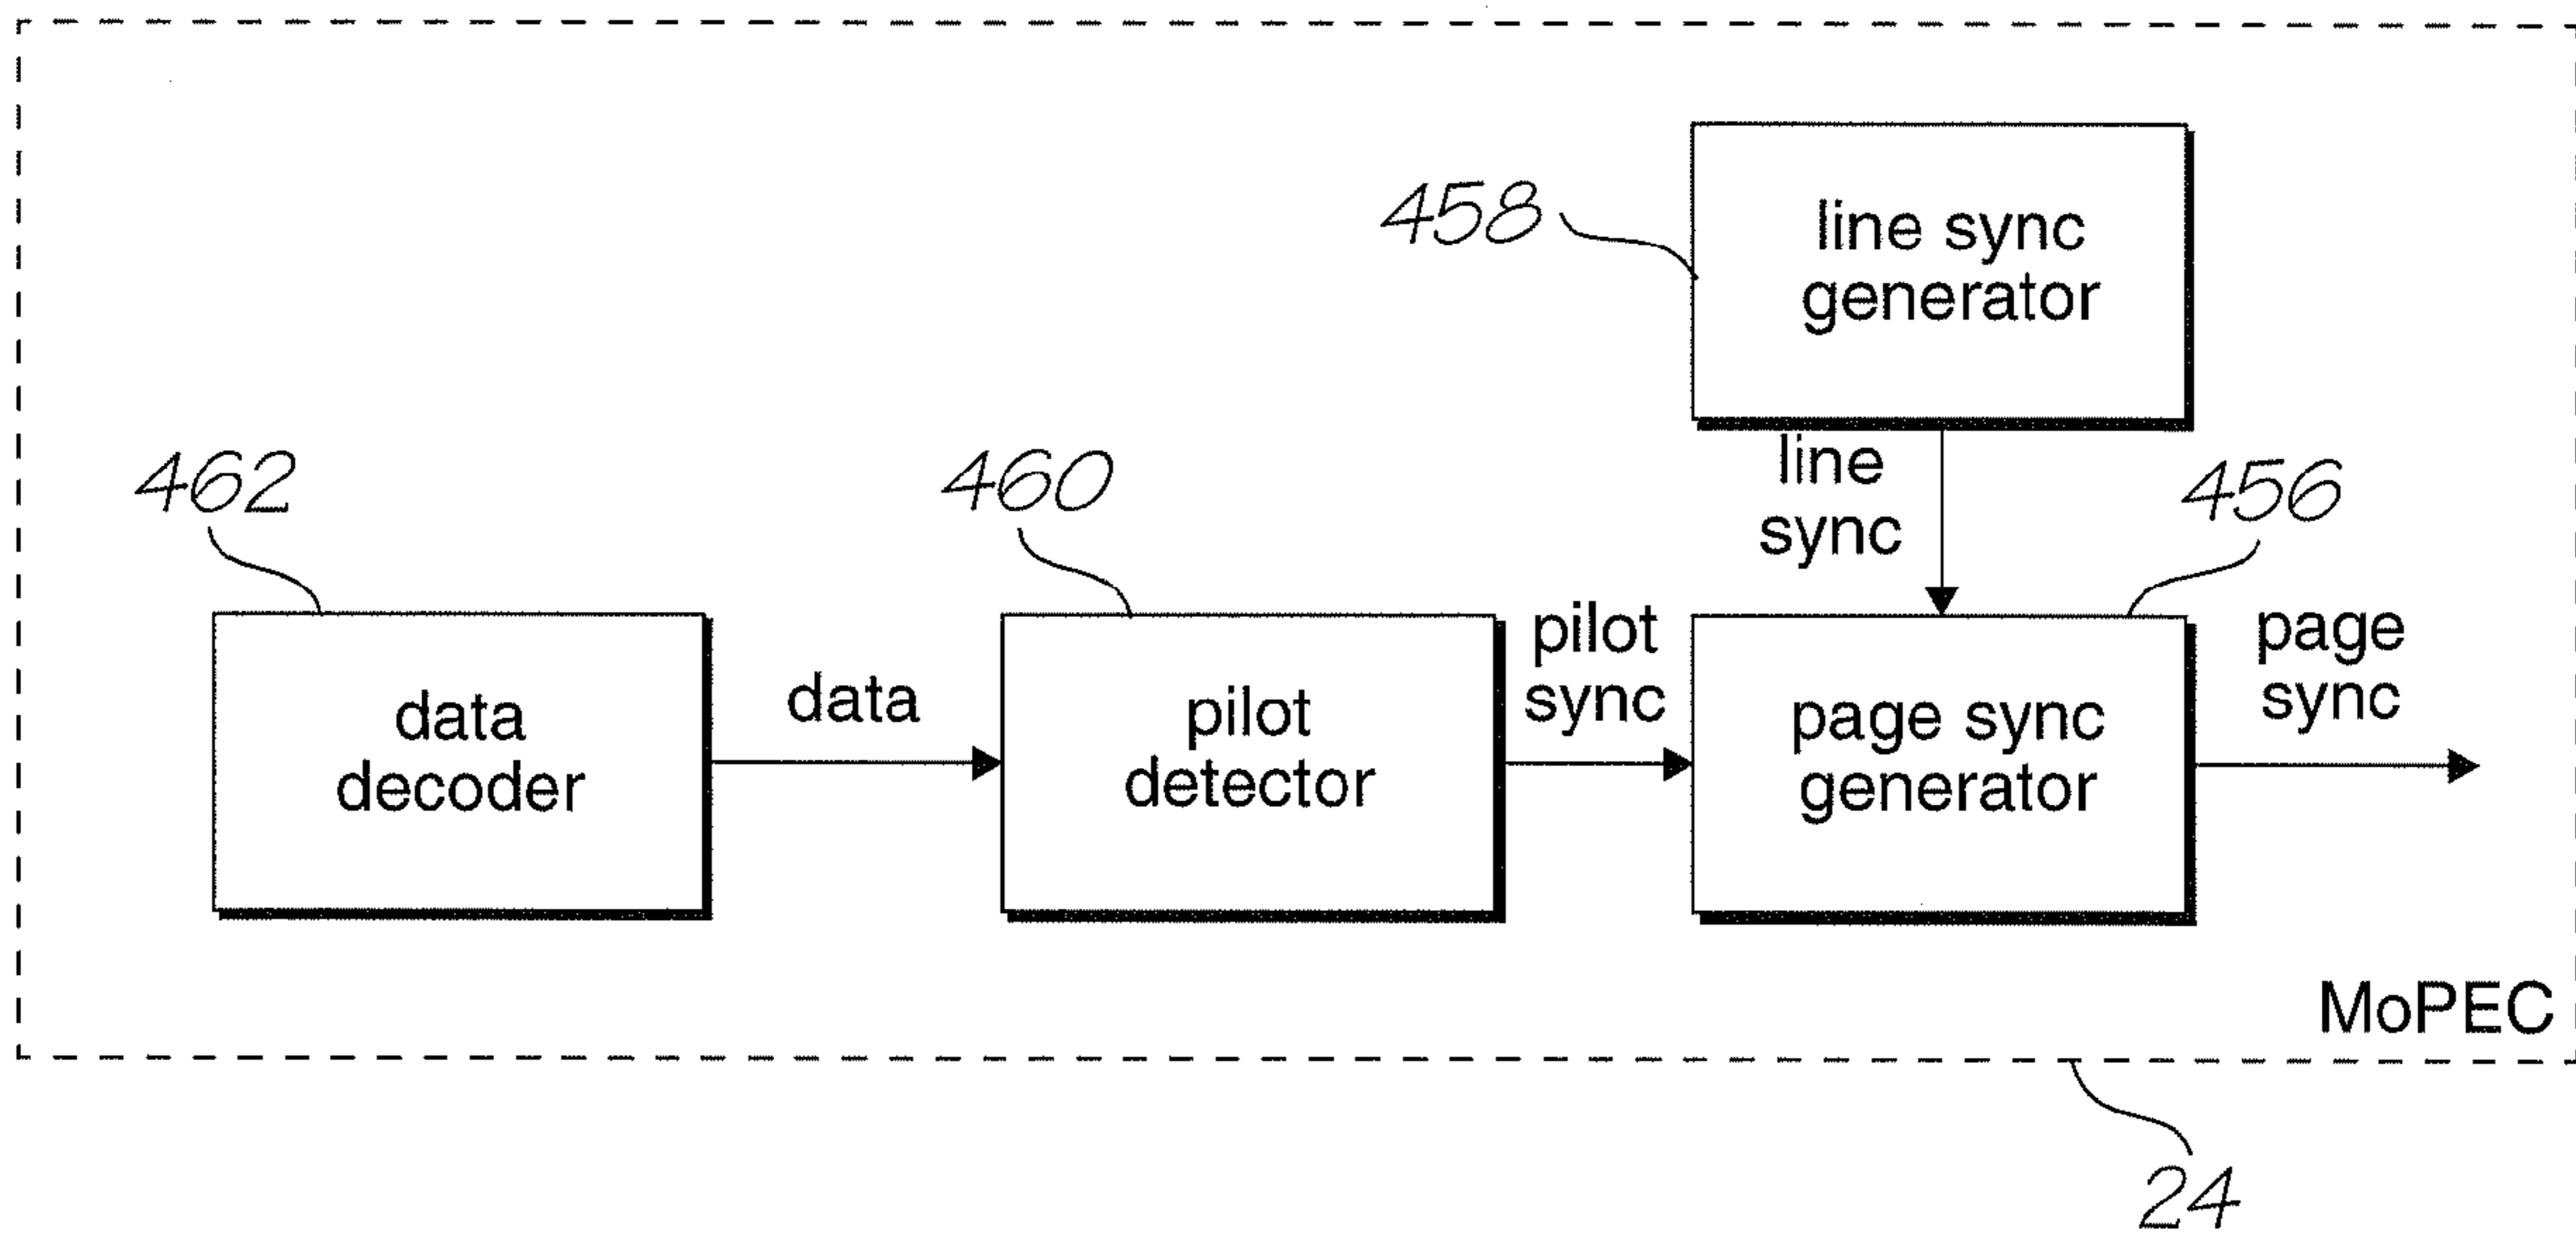 458
line sync
generator
line
sync
462
460
456
data
decoder
data
pilot
detector
pilot
sync
page sync
generator
page
sync
MoPEC
24